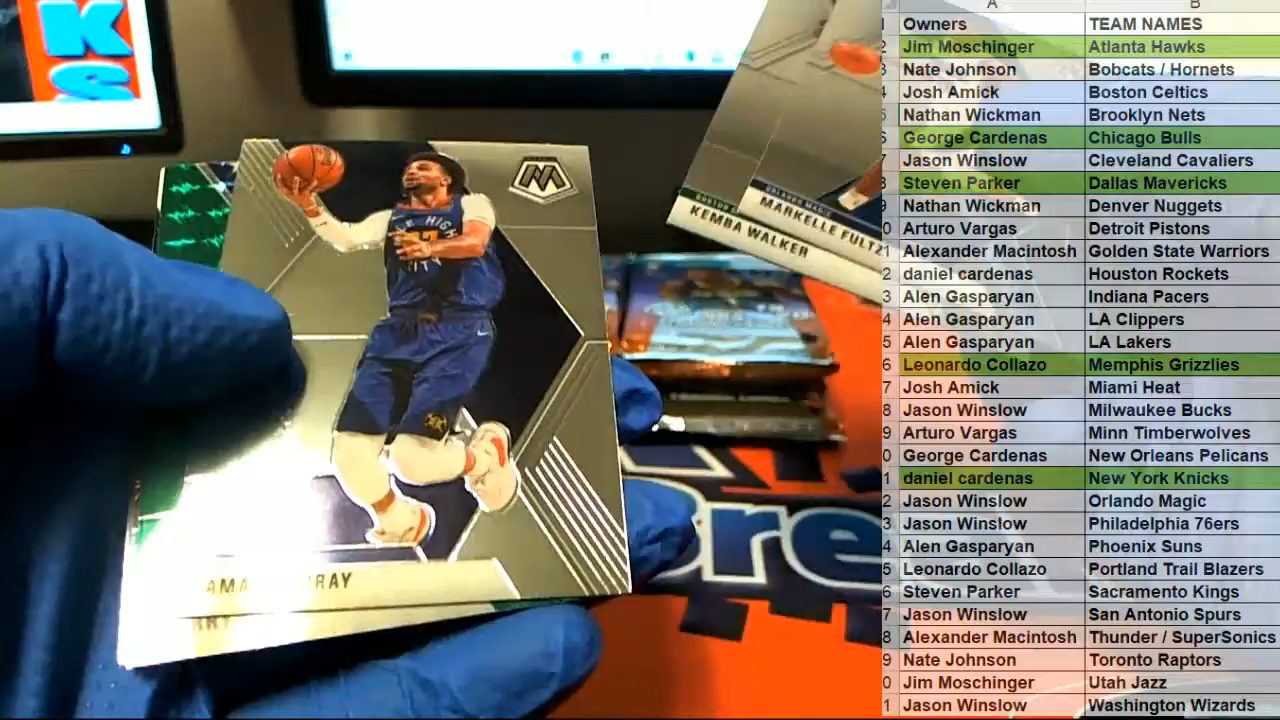 KS
A B
Owners TEAM NAMES
Jim Moschinger Atlanta Hawks
Nate Johnson Bobcats / Hornets
Josh Amick Boston Celtics
Nathan Wickman Brooklyn Nets
George Cardenas Chicago Bulls
Jason Winslow Cleveland Cavaliers
Steven Parker Dallas Mavericks
Nathan Wickman Denver Nuggets
Arturo Vargas Detroit Pistons
Alexander Macintosh Golden State Warriors
daniel cardenas Houston Rockets
Alen Gasparyan Indiana Pacers
Alen Gasparyan LA Clippers
Alen Gasparyan LA Lakers
Leonardo Collazo Memphis Grizzlies
Josh Amick Miami Heat
Jason Winslow Milwaukee Bucks
Arturo Vargas Minn Timberwolves
George Cardenas New Orleans Pelicans
daniel cardenas New York Knicks
Jason Winslow Orlando Magic
Jason Winslow Philadelphia 76ers
Alen Gasparyan Phoenix Suns
Leonardo Collazo Portland Trail Blazers
Steven Parker Sacramento Kings
Jason Winslow San Antonio Spurs
Alexander Macintosh Thunder / SuperSonics
Nate Johnson Toronto Raptors
Jim Moschinger Utah Jazz
Jason Winslow Washington Wizards
ORLANDO MAGIC
MARKELLE FULTZ
KEMBA WALKER
Bre